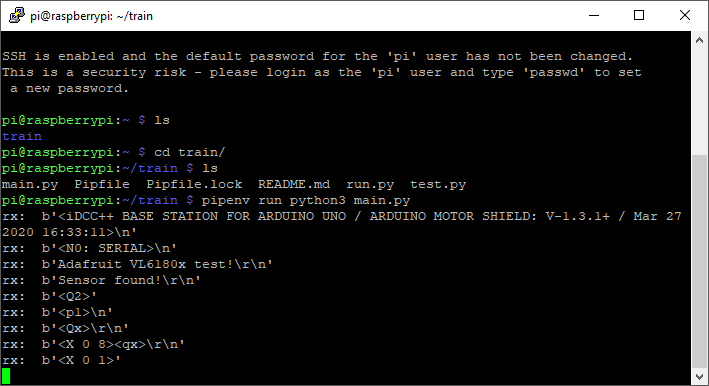 pi@raspberrypi: ~/train
SSH is enabled and the default password for the 'pi' user has not been changed.
This is a security risk - please login as the 'pi' user and type 'passwd' to set
 a new password.
pi@raspberrypi:~ $ ls
train
pi@raspberrypi:~ $ cd train/
pi@raspberrypi:~/train $ ls
main.py  Pipfile  Pipfile.lock  README.md  run.py  test.py
pi@raspberrypi:~/train $ pipenv run python3 main.py
rx:  b'<iDCC++ BASE STATION FOR ARDUINO UNO / ARDUINO MOTOR SHIELD: V-1.3.1+ / Mar 27
2020 16:33:11>\n'
rx:  b'<N0: SERIAL>\n'
rx:  b'Adafruit VL6180x test!\r\n'
rx:  b'Sensor found!\r\n'
rx:  b'<Q2>'
rx:  b'<p1>\n'
rx:  b'<Qx>\r\n'
rx:  b'<X 0 8><qx>\r\n'
rx:  b'<X 0 1>'